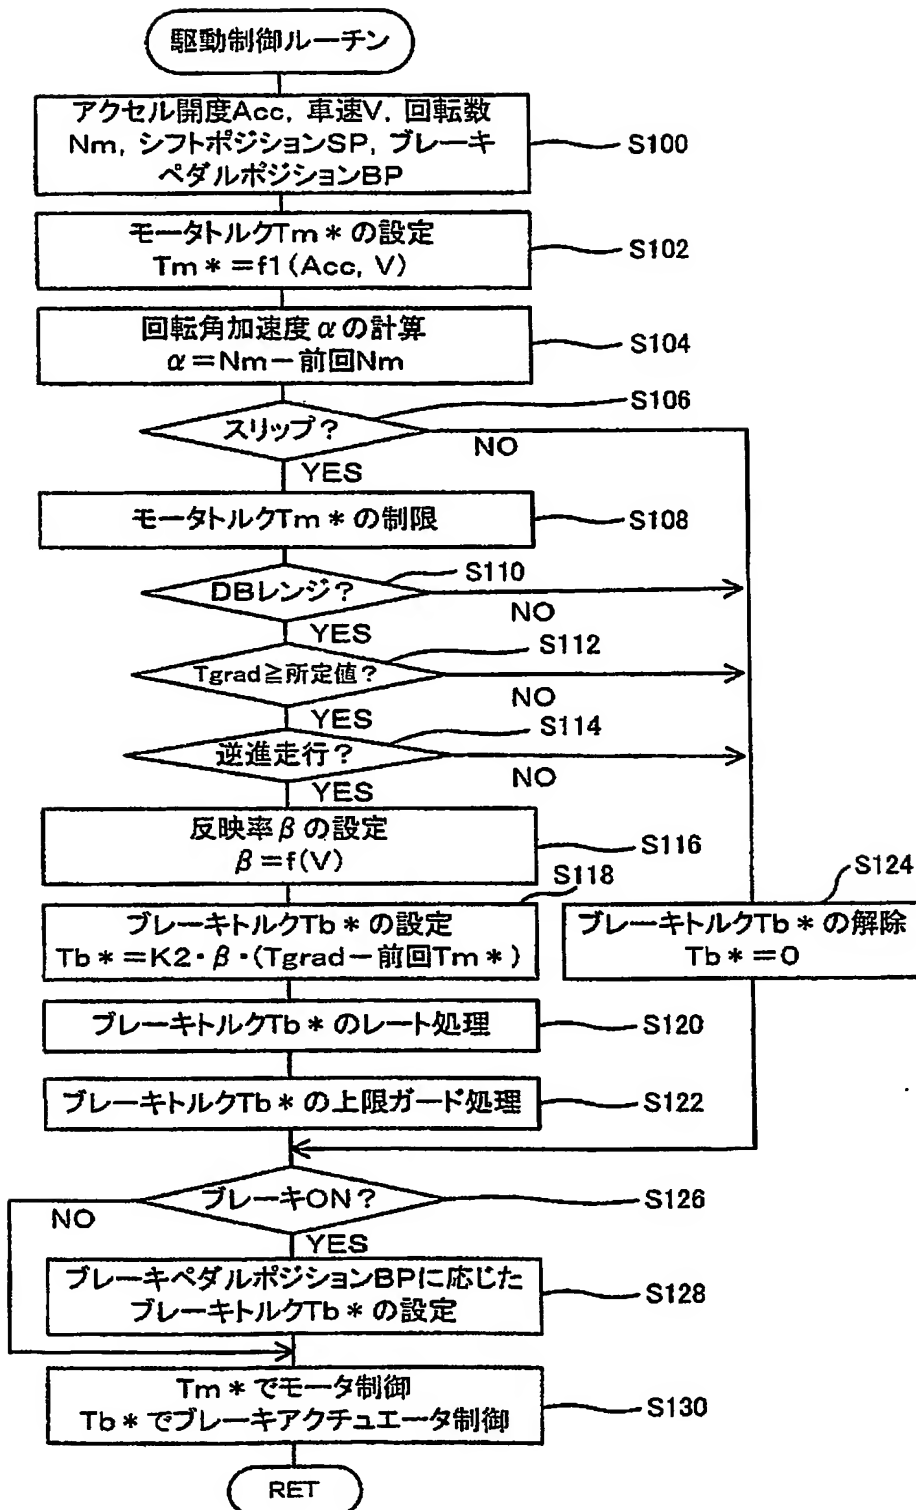 駆動制御ルーチン
アクセル開度Acc, 車速V, 回転数
Nm, シフトポジションSP, ブレーキ
ペダルポジションBP
S100
モータトルクTm*の設定
Tm*=f1(Acc, V)
S102
回転角加速度αの計算
α=Nm−前回Nm
S104
スリップ?
S106
NO
YES
モータトルクTm*の制限
S108
DBレンジ?
S110
NO
YES
Tgrad≧所定値?
S112
NO
YES
逆進走行?
S114
NO
YES
反映率βの設定
β=f(V)
S116
ブレーキトルクTb*の設定
Tb*=K2・β・(Tgrad−前回Tm*)
S118
ブレーキトルクTb*の解除
Tb*=0
S124
ブレーキトルクTb*のレート処理
S120
ブレーキトルクTb*の上限ガード処理
S122
ブレーキON?
S126
NO
YES
ブレーキペダルポジションBPに応じた
ブレーキトルクTb*の設定
S128
Tm*でモータ制御
Tb*でブレーキアクチュエータ制御
S130
RET